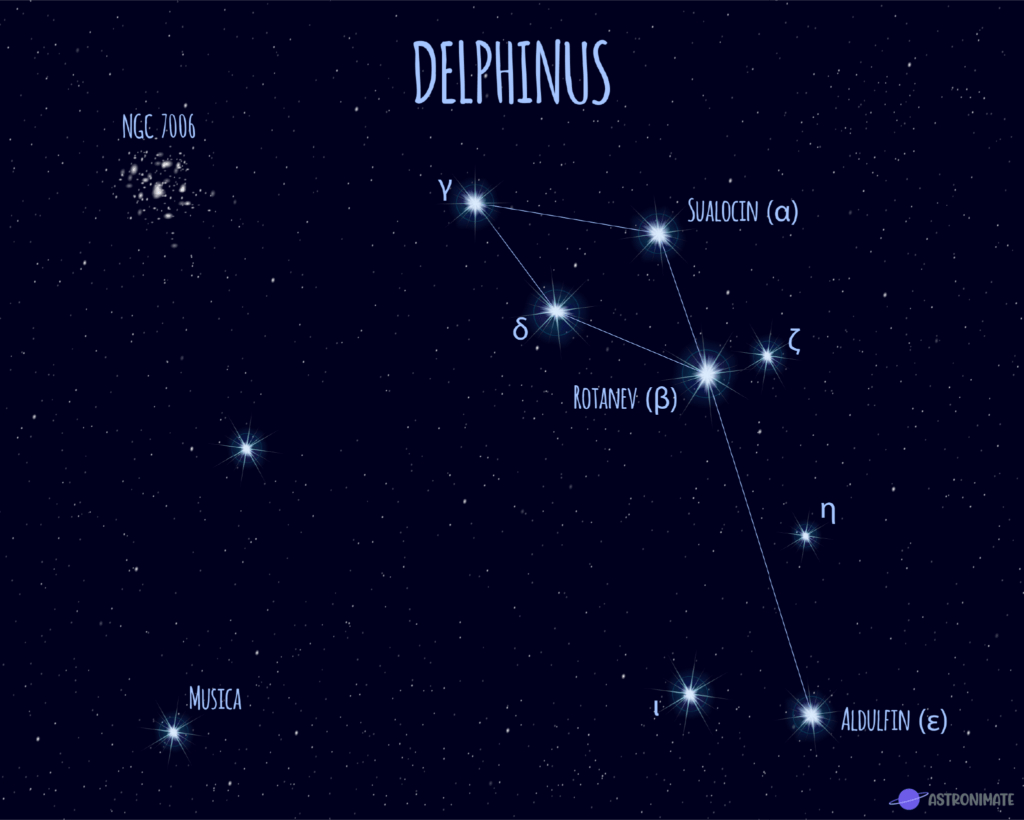 DELPHINUS
NGC 7006
γ
SUALOCIN (α)
δ
ζ
ROTANEV (β)
η
MUSICA
ι
ALDULFIN (ε)
ASTRONIMATE